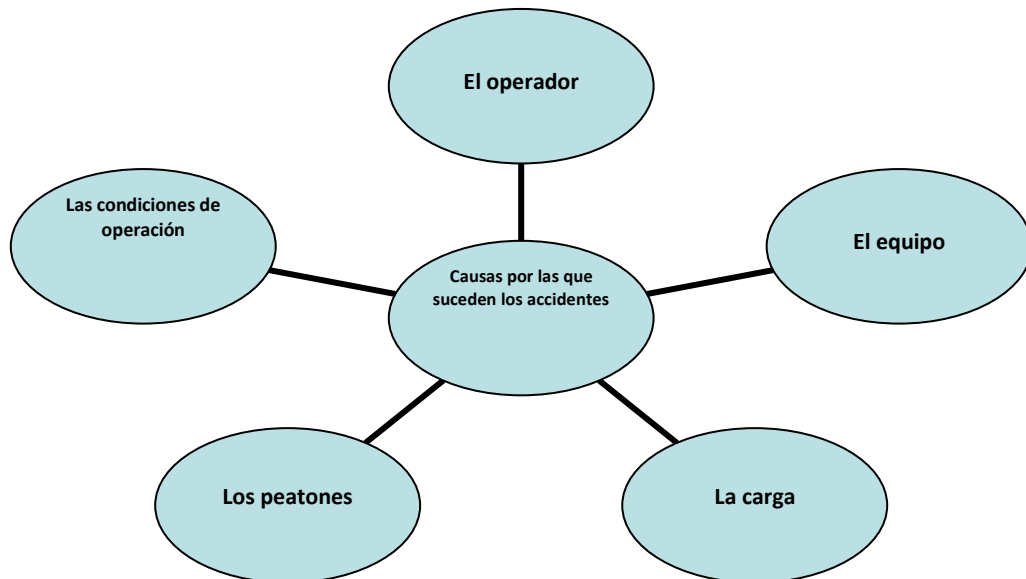 El operador
Las condiciones de
operación
El equipo
Causas por las que
suceden los accidentes
Los peatones
La carga